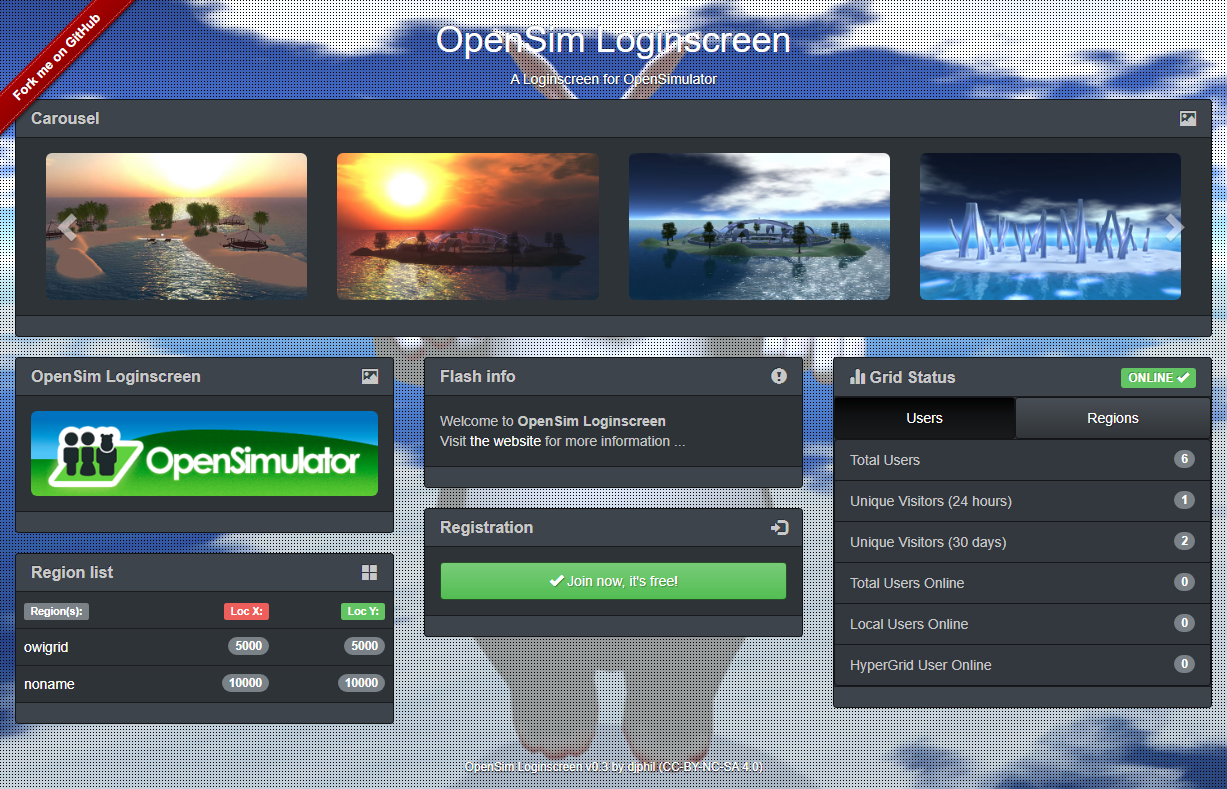 Fork me on GitHub
OpenSim Loginscreen
A Loginscreen for OpenSimulator
Carousel
OpenSim Loginscreen
OpenSimulator
Region list
Region(s): Loc X: Loc Y:
owigrid 5000 5000
noname 10000 10000
Flash info
Welcome to OpenSim Loginscreen
Visit the website for more information ...
Registration
Join now, it's free!
Grid Status ONLINE
Users Regions
Total Users 6
Unique Visitors (24 hours) 1
Unique Visitors (30 days) 2
Total Users Online 0
Local Users Online 0
HyperGrid User Online 0
OpenSim Loginscreen v0.3 by djphil (CC-BY-NC-SA 4.0)